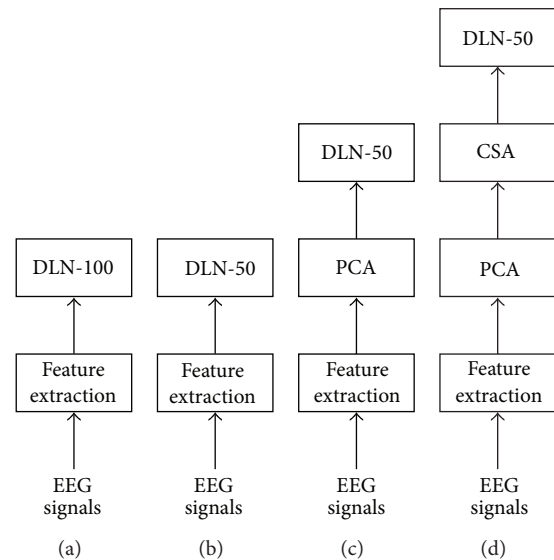 DLN-50
DLN-50
CSA
DLN-100
DLN-50
PCA
PCA
Feature
extraction
Feature
extraction
Feature
extraction
Feature
extraction
EEG
signals
EEG
signals
EEG
signals
EEG
signals
(a)
(b)
(c)
(d)